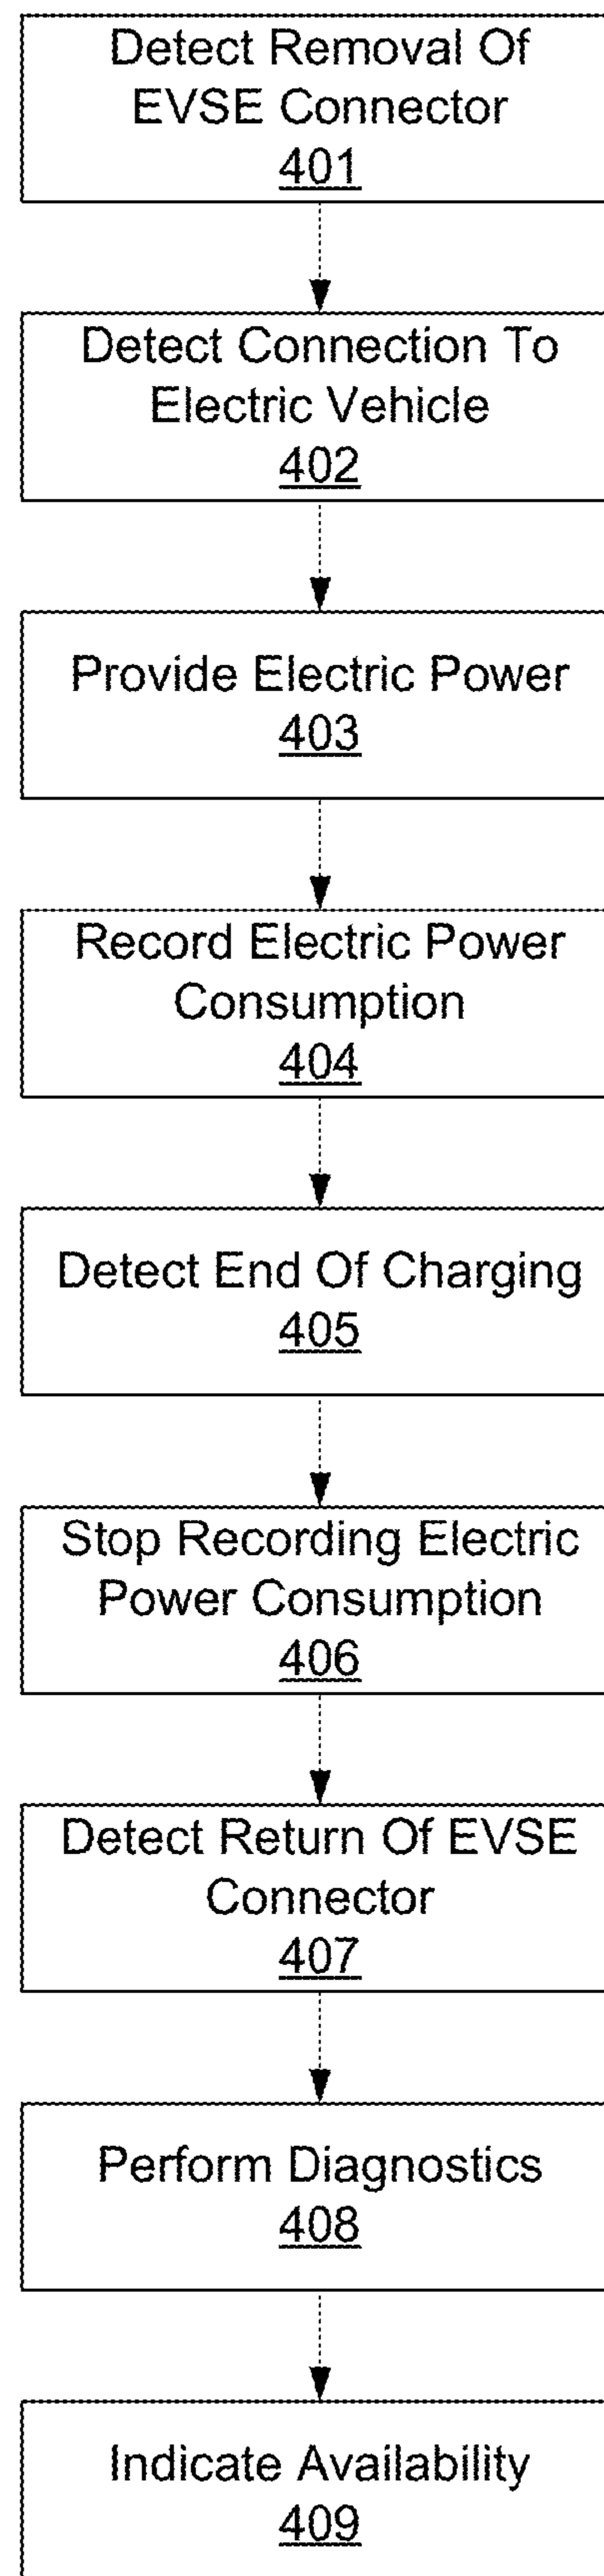 Detect Removal Of
EVSE Connector
401
Detect Connection To
Electric Vehicle
402
Provide Electric Power
403
Record Electric Power
Consumption
404
Detect End Of Charging
405
Stop Recording Electric
Power Consumption
406
Detect Return Of EVSE
Connector
407
Perform Diagnostics
408
Indicate Availability
409